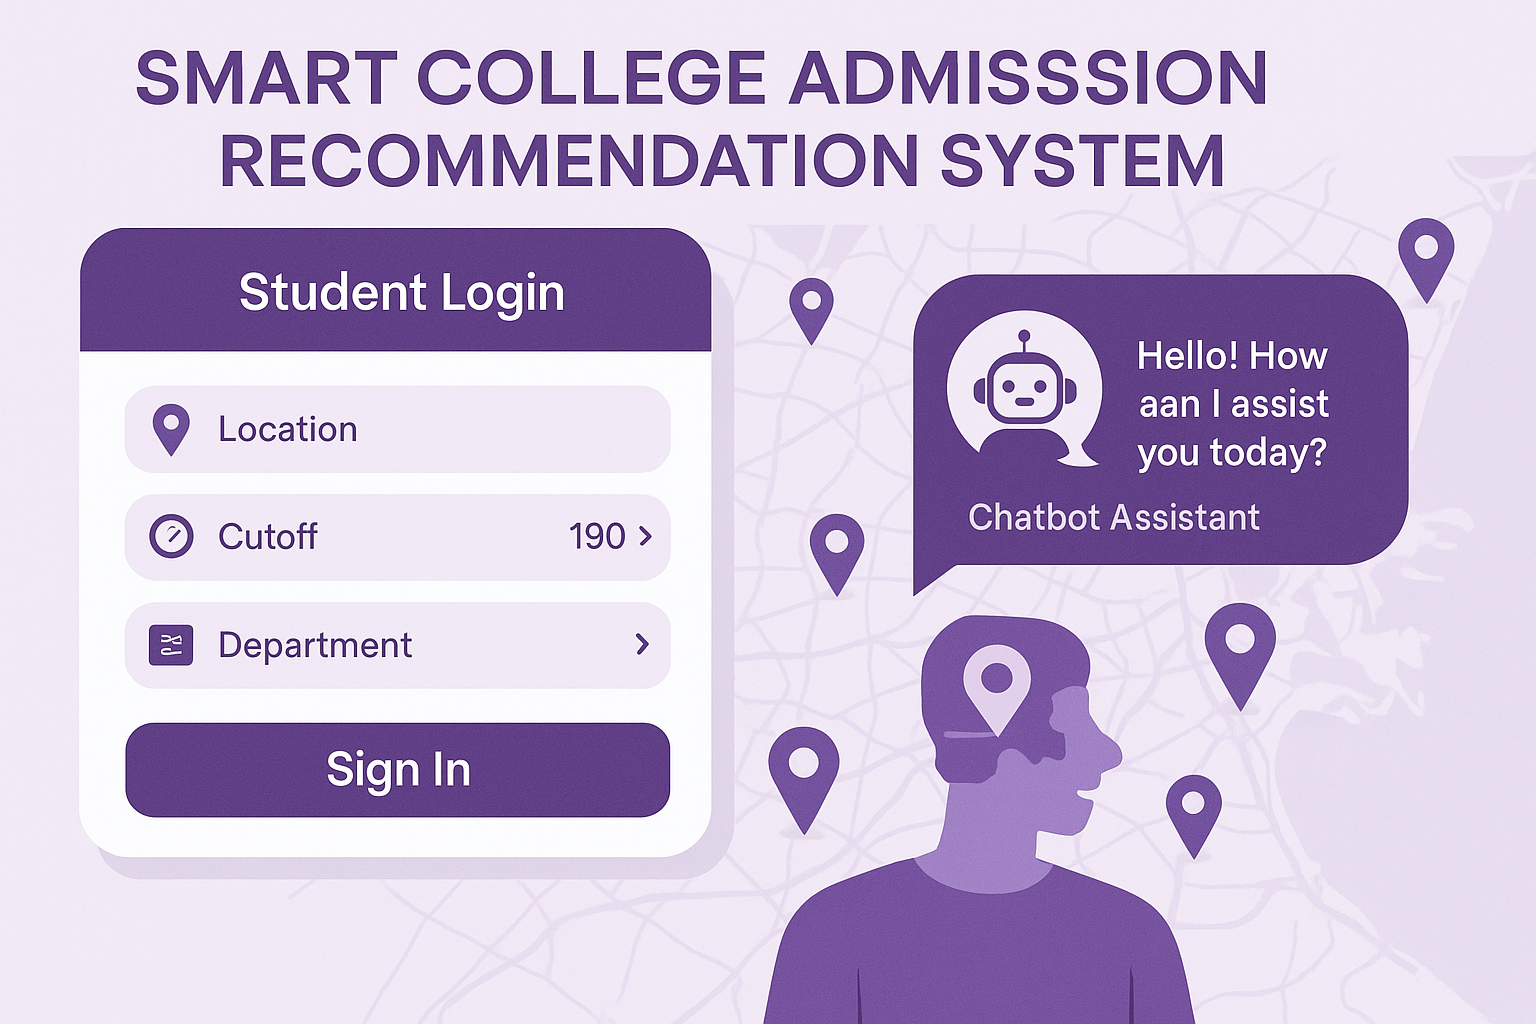 SMART COLLEGE ADMISSSION
RECOMMENDATION SYSTEM
Student Login
Location
Cutoff 190 >
Department >
Sign In
Hello! How
aan I assist
you today?
Chatbot Assistant